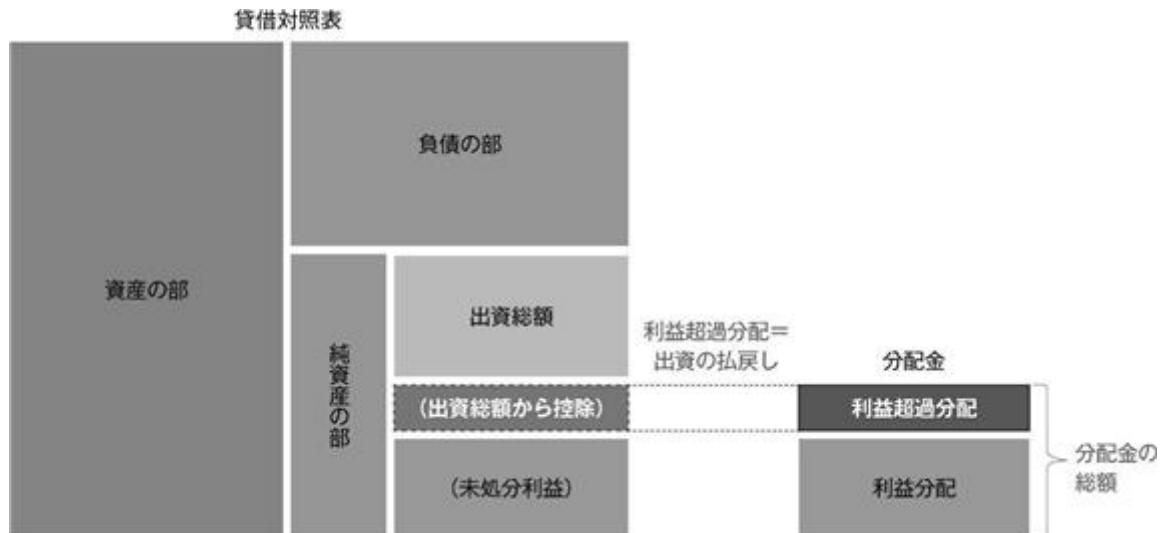 貸借対照表
資産の部
負債の部
純資産の部
出資総額
(出資総額から控除)
(未処分利益)
利益超過分配＝
出資の払戻し
分配金
利益超過分配
利益分配
分配金の
総額